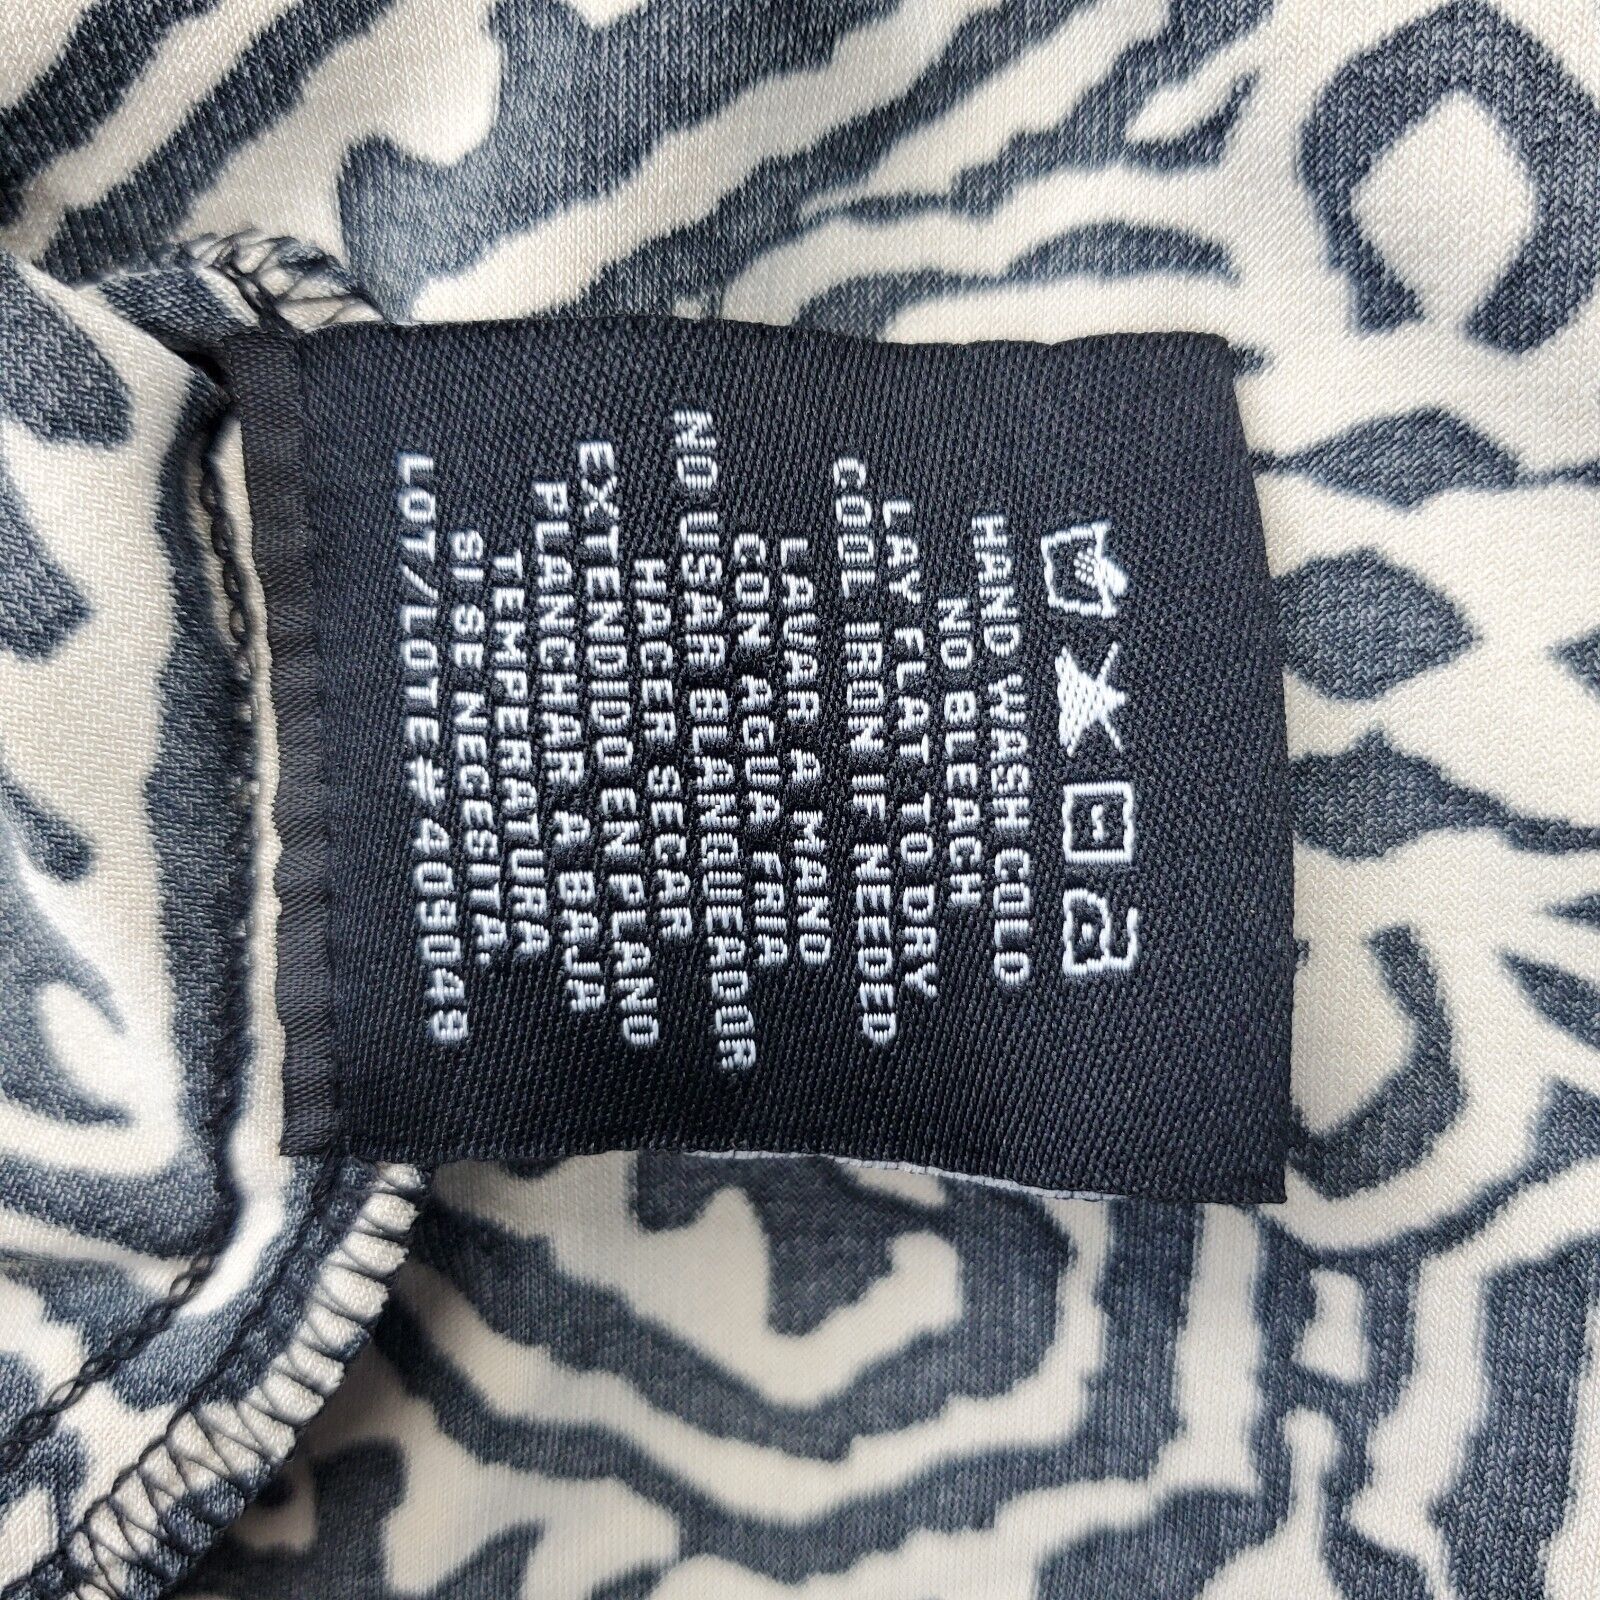 HAND WASH COLD
NO BLEACH
LAY FLAT TO DRY
COOL IRON IF NEEDED
LAVAR A MANO
CON AGUA FRIA
NO USAR BLANQUEADOR
HACER SECAR
EXTENDIDO EN PLANO
PLANCHAR A BAJA
TEMPERATURA
SI SE NECESITA.
LOT/LOTE#409049